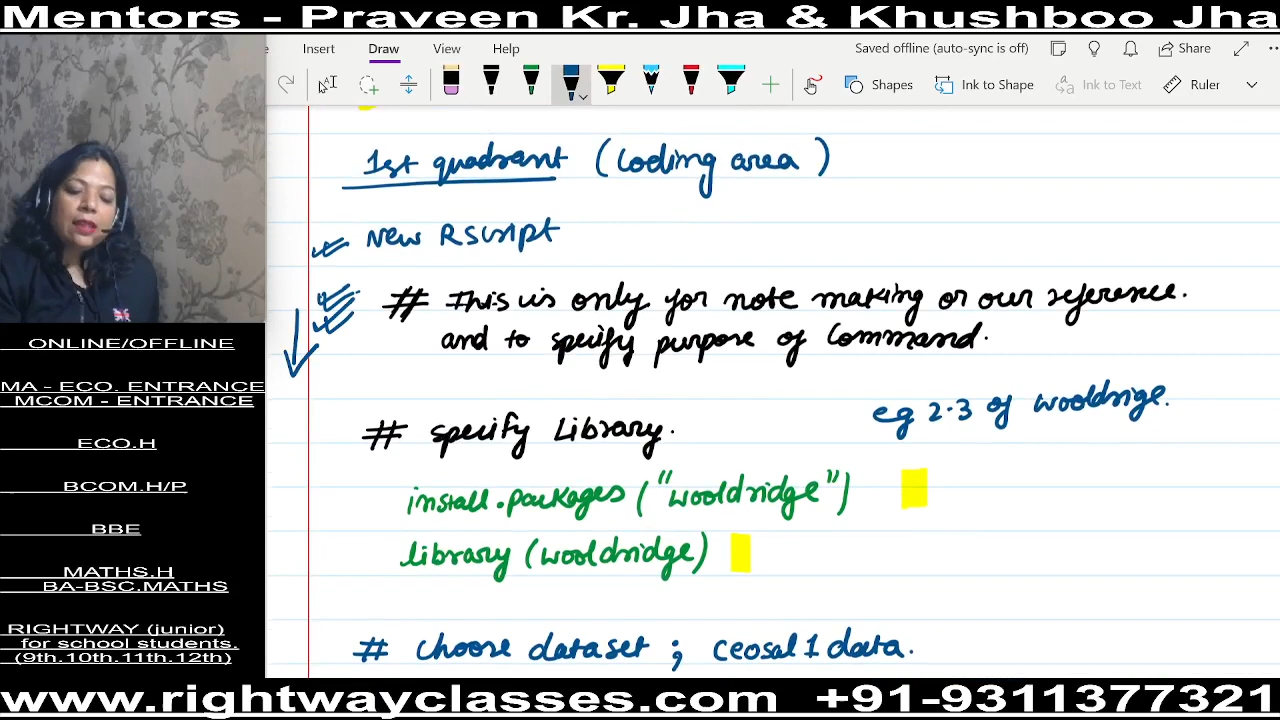 Mentors - Praveen Kr. Jha & Khushboo Jha
Insert Draw View Help
Saved offline (auto-sync is off)
Share
Shapes
Ink to Shape
Ink to Text
Ruler
1st quadrant (Coding area)
New Rscript
# This is only for note making or our reference.
and to specify purpose of Command.
eg 2.3 of wooldrige.
# specify Library.
install.packages ("wooldridge")
library (wooldridge)
# Choose dataset ; ceosal1 data.
ONLINE/OFFLINE
MA - ECO. ENTRANCE
MCOM - ENTRANCE
ECO.H
BCOM.H/P
BBE
MATHS.H
BA-BSC.MATHS
RIGHTWAY (junior)
for school students.
(9th.10th.11th.12th)
www.rightwayclasses.com +91-9311377321